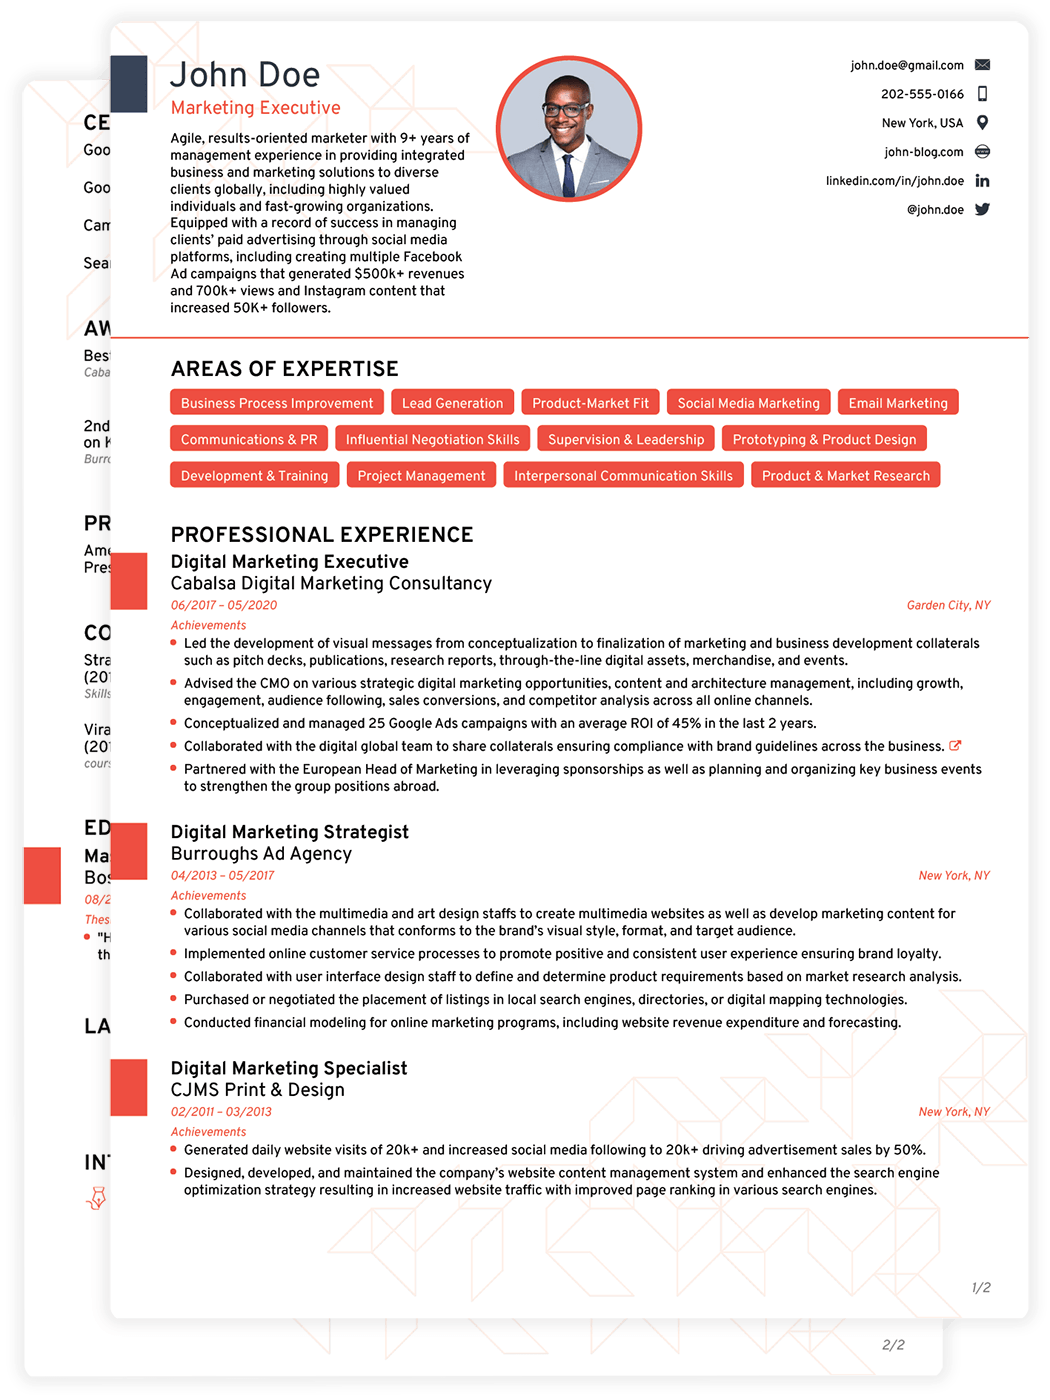 John Doe
Marketing Executive
Agile, results-oriented marketer with 9+ years of
management experience in providing integrated
business and marketing solutions to diverse
clients globally, including highly valued
individuals and fast-growing organizations.
Equipped with a record of success in managing
clients' paid advertising through social media
platforms, including creating multiple Facebook
Ad campaigns that generated $500k+ revenues
and 700k+ views and Instagram content that
increased 50K+ followers.
john.doe@gmail.com
202-555-0166
New York, USA
john-blog.com
linkedin.com/in/john.doe
@john.doe
AREAS OF EXPERTISE
Business Process Improvement Lead Generation Product-Market Fit Social Media Marketing Email Marketing
Communications & PR Influential Negotiation Skills Supervision & Leadership Prototyping & Product Design
Development & Training Project Management Interpersonal Communication Skills Product & Market Research
PROFESSIONAL EXPERIENCE
Digital Marketing Executive
Cabalsa Digital Marketing Consultancy
06/2017 – 05/2020 Garden City, NY
Achievements
Led the development of visual messages from conceptualization to finalization of marketing and business development collaterals
such as pitch decks, publications, research reports, through-the-line digital assets, merchandise, and events.
Advised the CMO on various strategic digital marketing opportunities, content and architecture management, including growth,
engagement, audience following, sales conversions, and competitor analysis across all online channels.
Conceptualized and managed 25 Google Ads campaigns with an average ROI of 45% in the last 2 years.
Collaborated with the digital global team to share collaterals ensuring compliance with brand guidelines across the business.
Partnered with the European Head of Marketing in leveraging sponsorships as well as planning and organizing key business events
to strengthen the group positions abroad.
Digital Marketing Strategist
Burroughs Ad Agency
04/2013 – 05/2017 New York, NY
Achievements
Collaborated with the multimedia and art design staffs to create multimedia websites as well as develop marketing content for
various social media channels that conforms to the brand's visual style, format, and target audience.
Implemented online customer service processes to promote positive and consistent user experience ensuring brand loyalty.
Collaborated with user interface design staff to define and determine product requirements based on market research analysis.
Purchased or negotiated the placement of listings in local search engines, directories, or digital mapping technologies.
Conducted financial modeling for online marketing programs, including website revenue expenditure and forecasting.
Digital Marketing Specialist
CJMS Print & Design
02/2011 – 03/2013 New York, NY
Achievements
Generated daily website visits of 20k+ and increased social media following to 20k+ driving advertisement sales by 50%.
Designed, developed, and maintained the company's website content management system and enhanced the search engine
optimization strategy resulting in increased website traffic with improved page ranking in various search engines.
1/2
CE
Goo
Goo
Cam
Sea
AW
Best
Caba
2nd
on K
Burro
PR
Ame
Pres
CO
Stra
(201
Skills
Vira
(201
cours
ED
Ma
Bos
08/2
Thes
"H
th
LA
INT
2/2